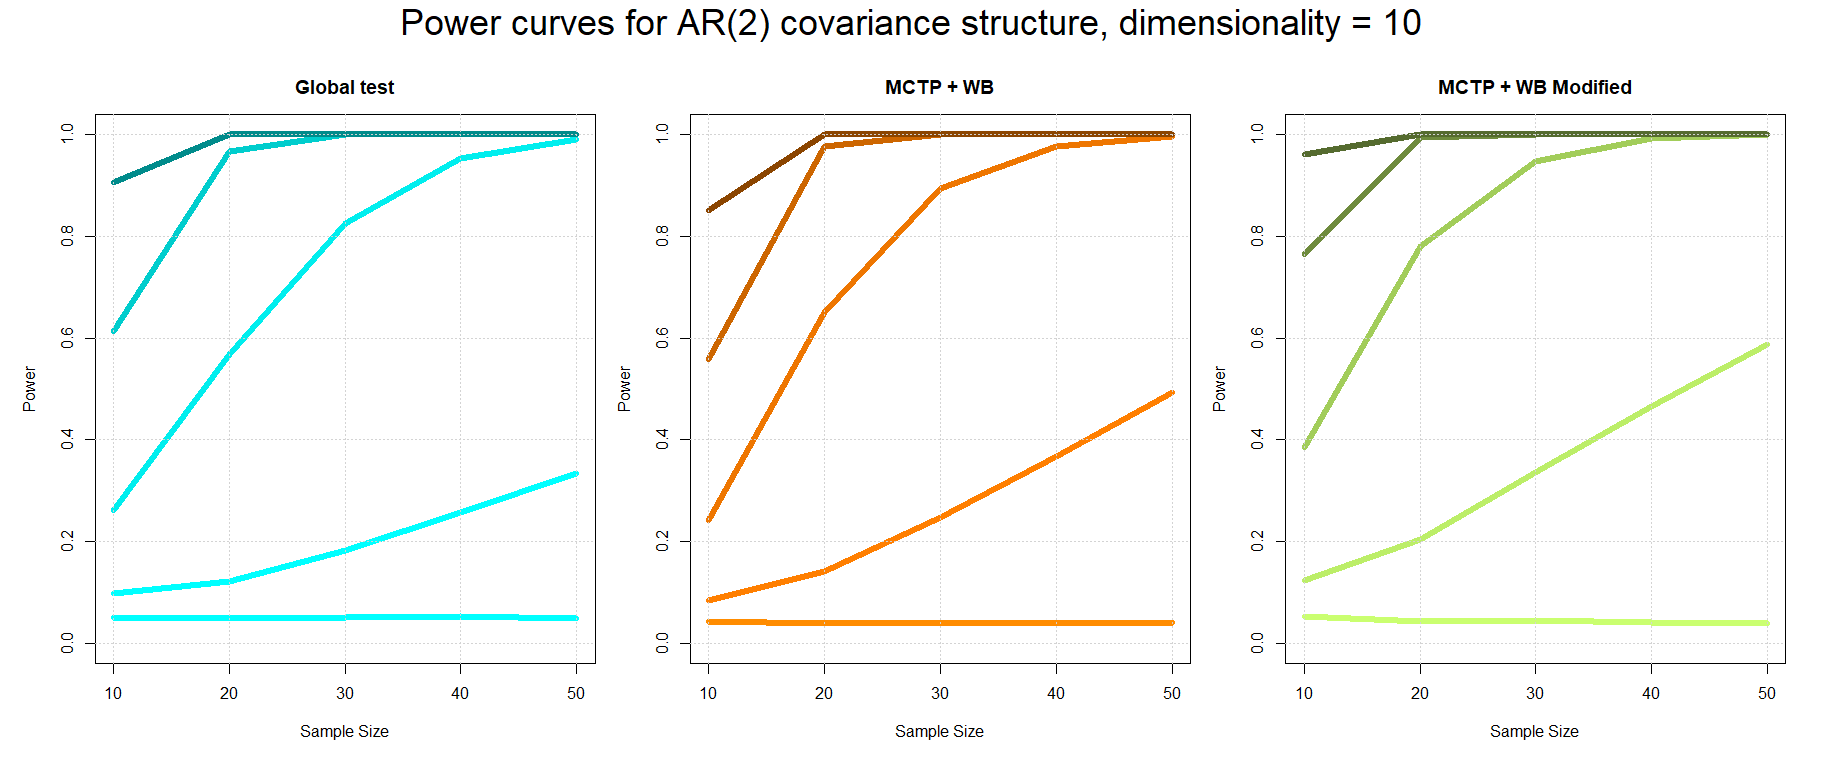 Power curves for AR(2) covariance structure, dimensionality = 10
Global test
1.0
0.8
0.6
0.4
0.2
0.0
Power
10 20 30 40 50
Sample Size
MCTP + WB
1.0
0.8
0.6
0.4
0.2
0.0
Power
10 20 30 40 50
Sample Size
MCTP + WB Modified
1.0
0.8
0.6
0.4
0.2
0.0
Power
10 20 30 40 50
Sample Size